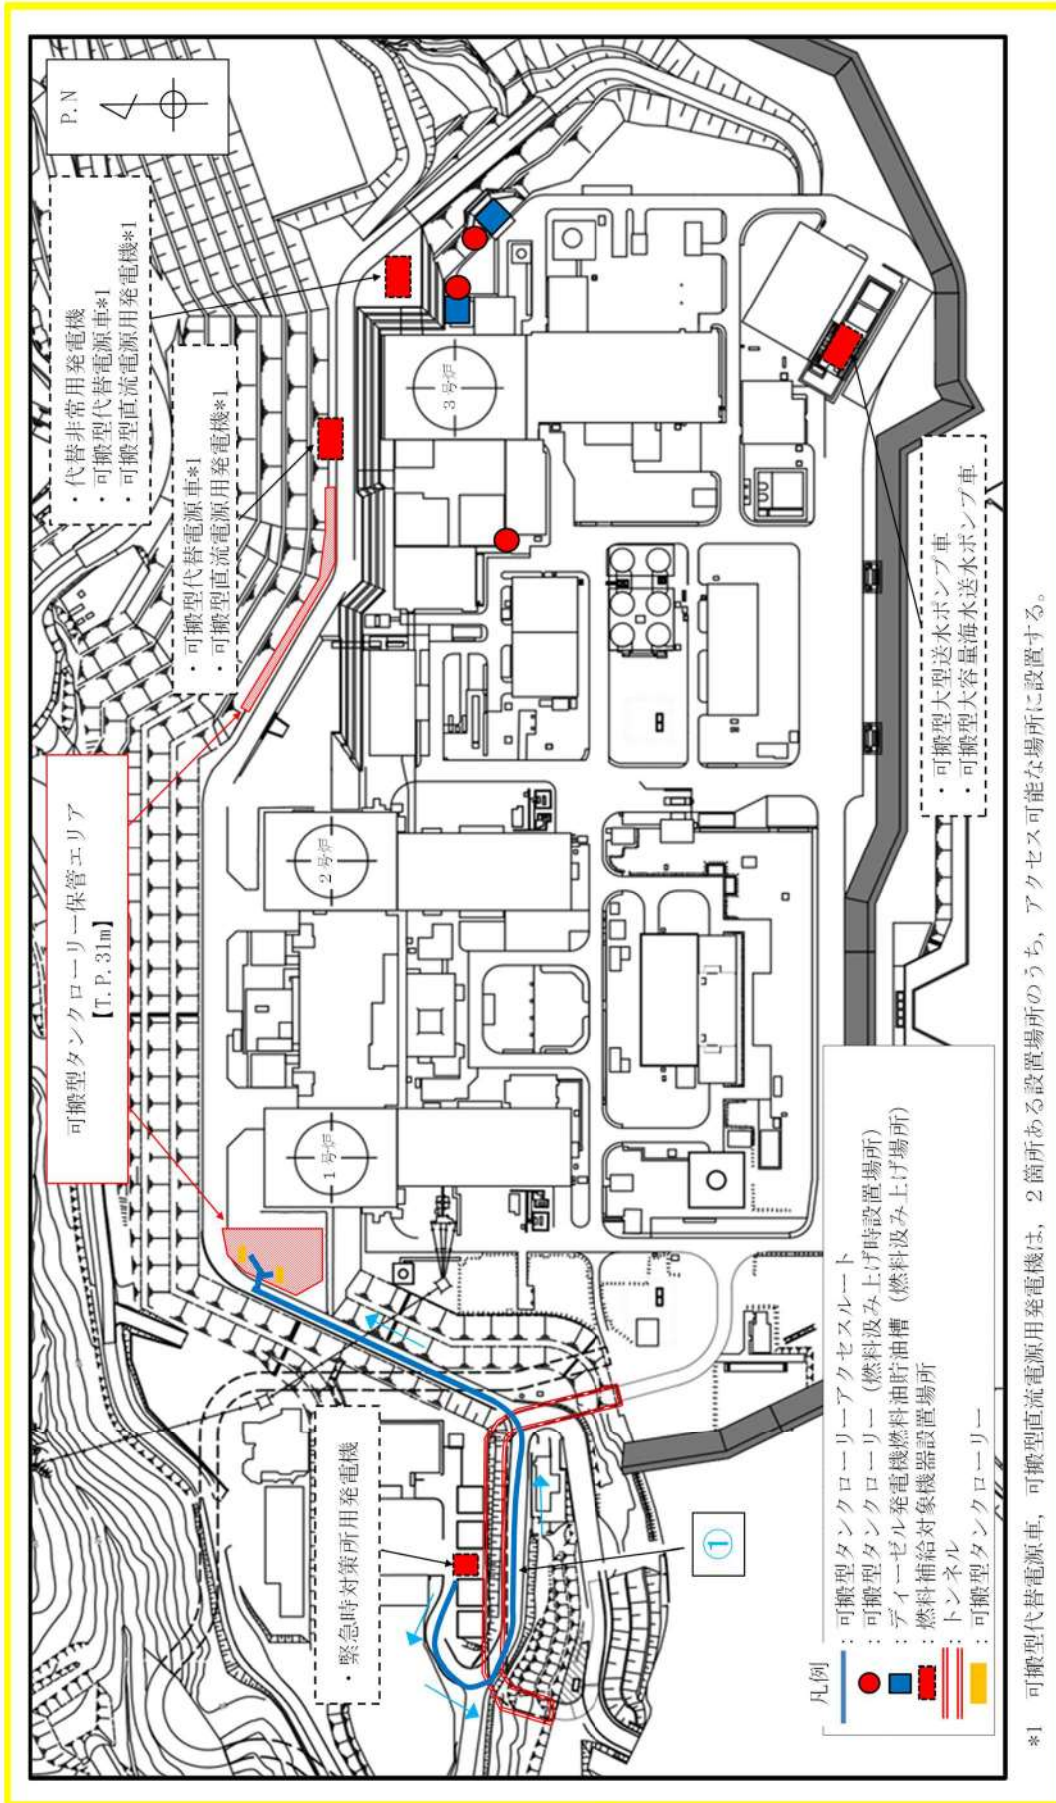 P.N
・代替非常用発電機
・可搬型代替電源車*1
・可搬型直流電源用発電機*1
・可搬型代替電源車*1
・可搬型直流電源用発電機*1
可搬型タンクローリー保管エリア
【T.P.31m】
・緊急時対策所用発電機
1号炉
2号炉
3号炉
①
・可搬型大型送水ポンプ車
・可搬型大容量海水送水ポンプ車
凡例
：可搬型タンクローリーアクセスルート
：可搬型タンクローリー（燃料汲み上げ時設置場所）
：ディーゼル発電機燃料油貯油槽（燃料汲み上げ場所）
：燃料補給対象機器設置場所
：トンネル
：可搬型タンクローリー
*1　可搬型代替電源車，可搬型直流電源用発電機は，２箇所ある設置場所のうち，アクセス可能な場所に設置する。